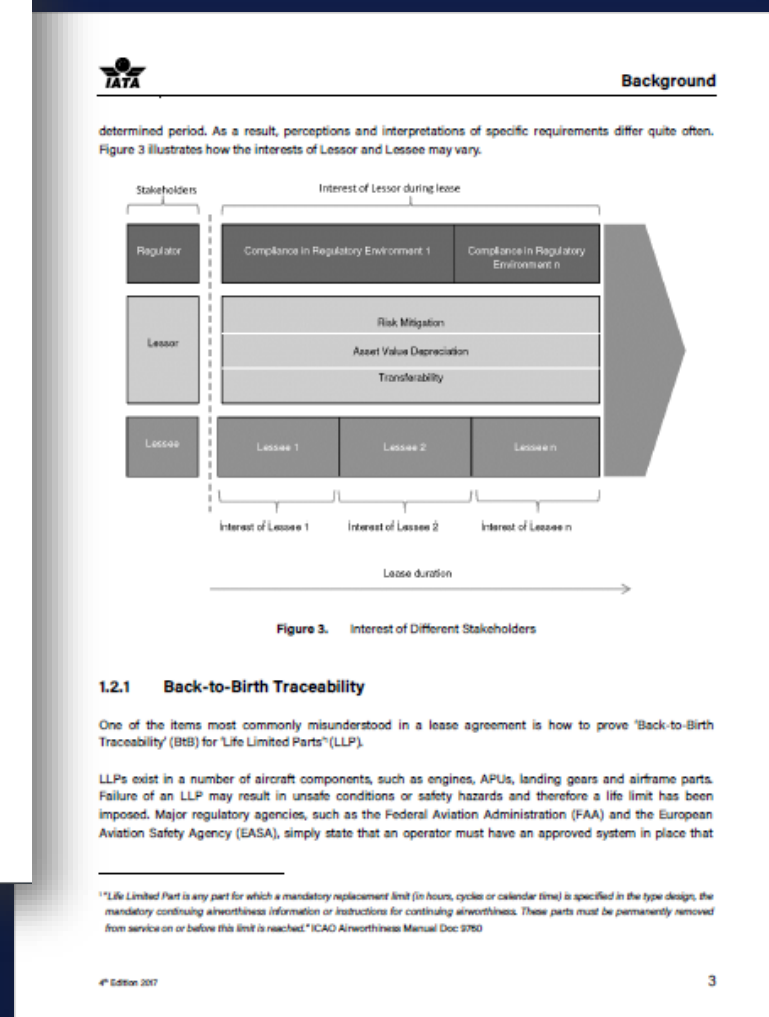 IATA
Background
determined period. As a result, perceptions and interpretations of specific requirements differ quite often.
Figure 3 illustrates how the interests of Lessor and Lessee may vary.
Stakeholders
Interest of Lessor during lease
Regulator
Compliance in Regulatory Environment 1
Compliance in Regulatory
Environment n
Lessor
Risk Mitigation
Asset Value Depreciation
Transferability
Lessee
Lessee 1
Lessee 2
Lessee n
Interest of Lessee 1
Interest of Lessee 2
Interest of Lessee n
Lease duration
Figure 3. Interest of Different Stakeholders
1.2.1 Back-to-Birth Traceability
One of the items most commonly misunderstood in a lease agreement is how to prove 'Back-to-Birth
Traceability' (BtB) for 'Life Limited Parts'¹ (LLP).
LLPs exist in a number of aircraft components, such as engines, APUs, landing gears and airframe parts.
Failure of an LLP may result in unsafe conditions or safety hazards and therefore a life limit has been
imposed. Major regulatory agencies, such as the Federal Aviation Administration (FAA) and the European
Aviation Safety Agency (EASA), simply state that an operator must have an approved system in place that
¹ "Life Limited Part is any part for which a mandatory replacement limit (in hours, cycles or calendar time) is specified in the type design, the
mandatory continuing airworthiness information or instructions for continuing airworthiness. These parts must be permanently removed
from service on or before this limit is reached." ICAO Airworthiness Manual Doc 9760
4th Edition 2017
3